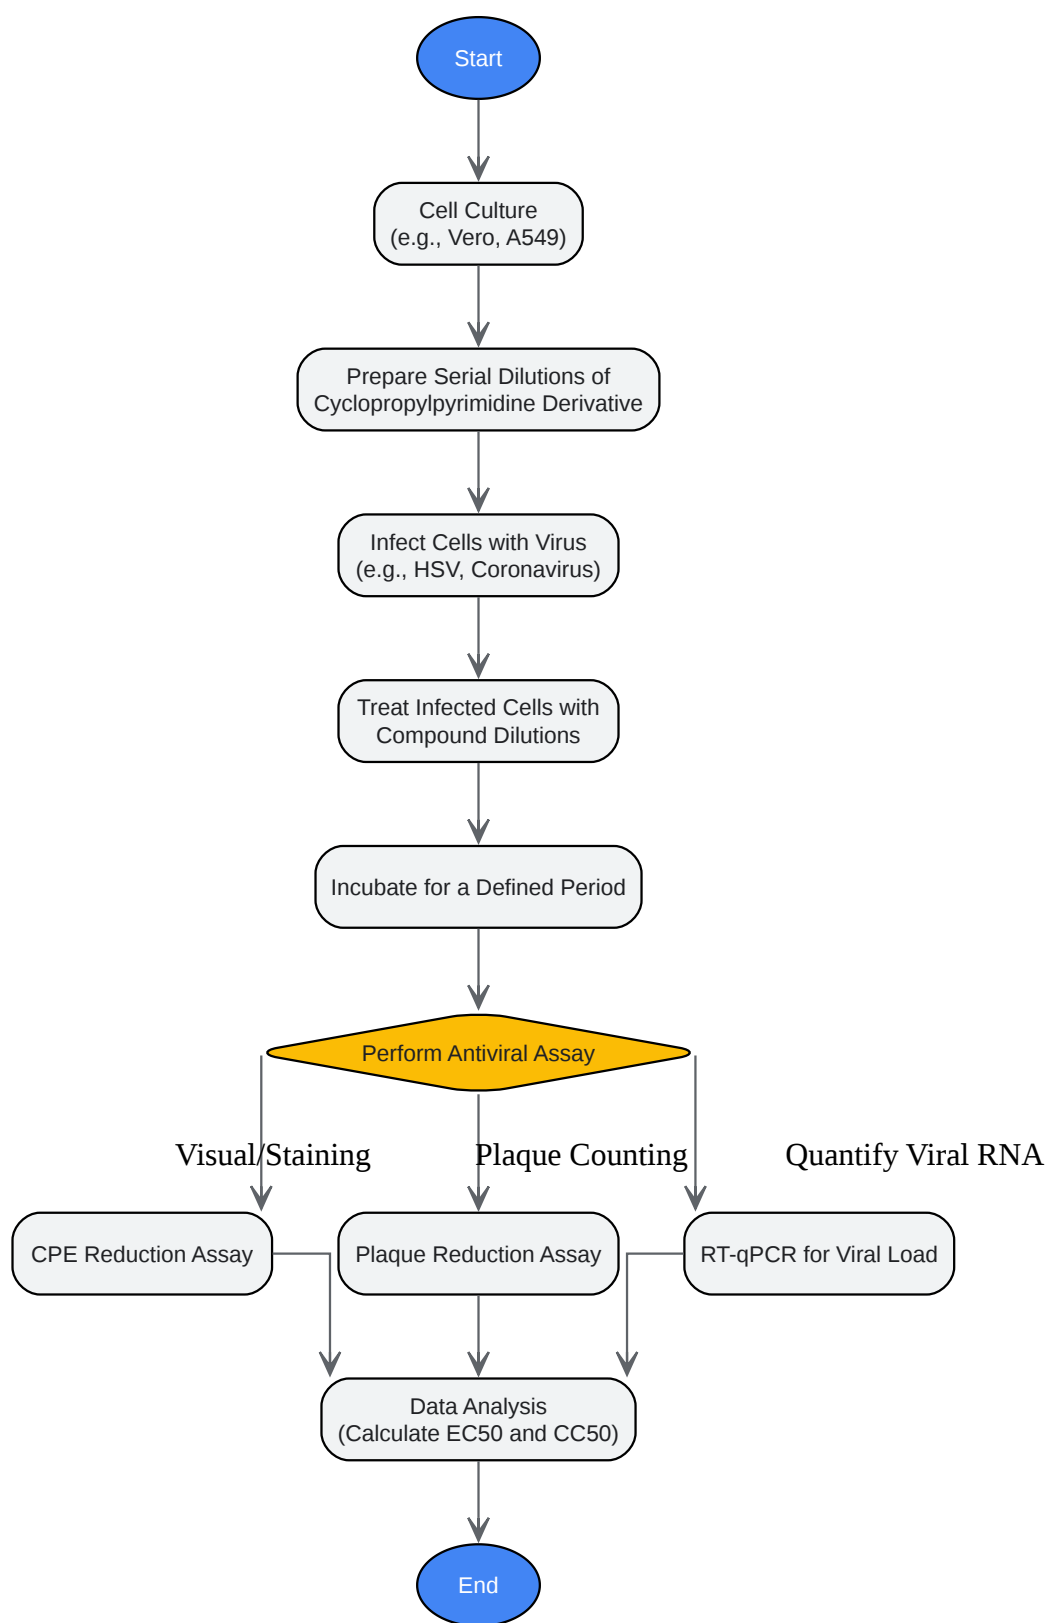 Start
Cell Culture
(e.g., Vero, A549)
Prepare Serial Dilutions of
Cyclopropylpyrimidine Derivative
Infect Cells with Virus
(e.g., HSV, Coronavirus)
Treat Infected Cells with
Compound Dilutions
Incubate for a Defined Period
Perform Antiviral Assay
Visual/Staining
Plaque Counting
Quantify Viral RNA
CPE Reduction Assay
Plaque Reduction Assay
RT-qPCR for Viral Load
Data Analysis
(Calculate EC50 and CC50)
End